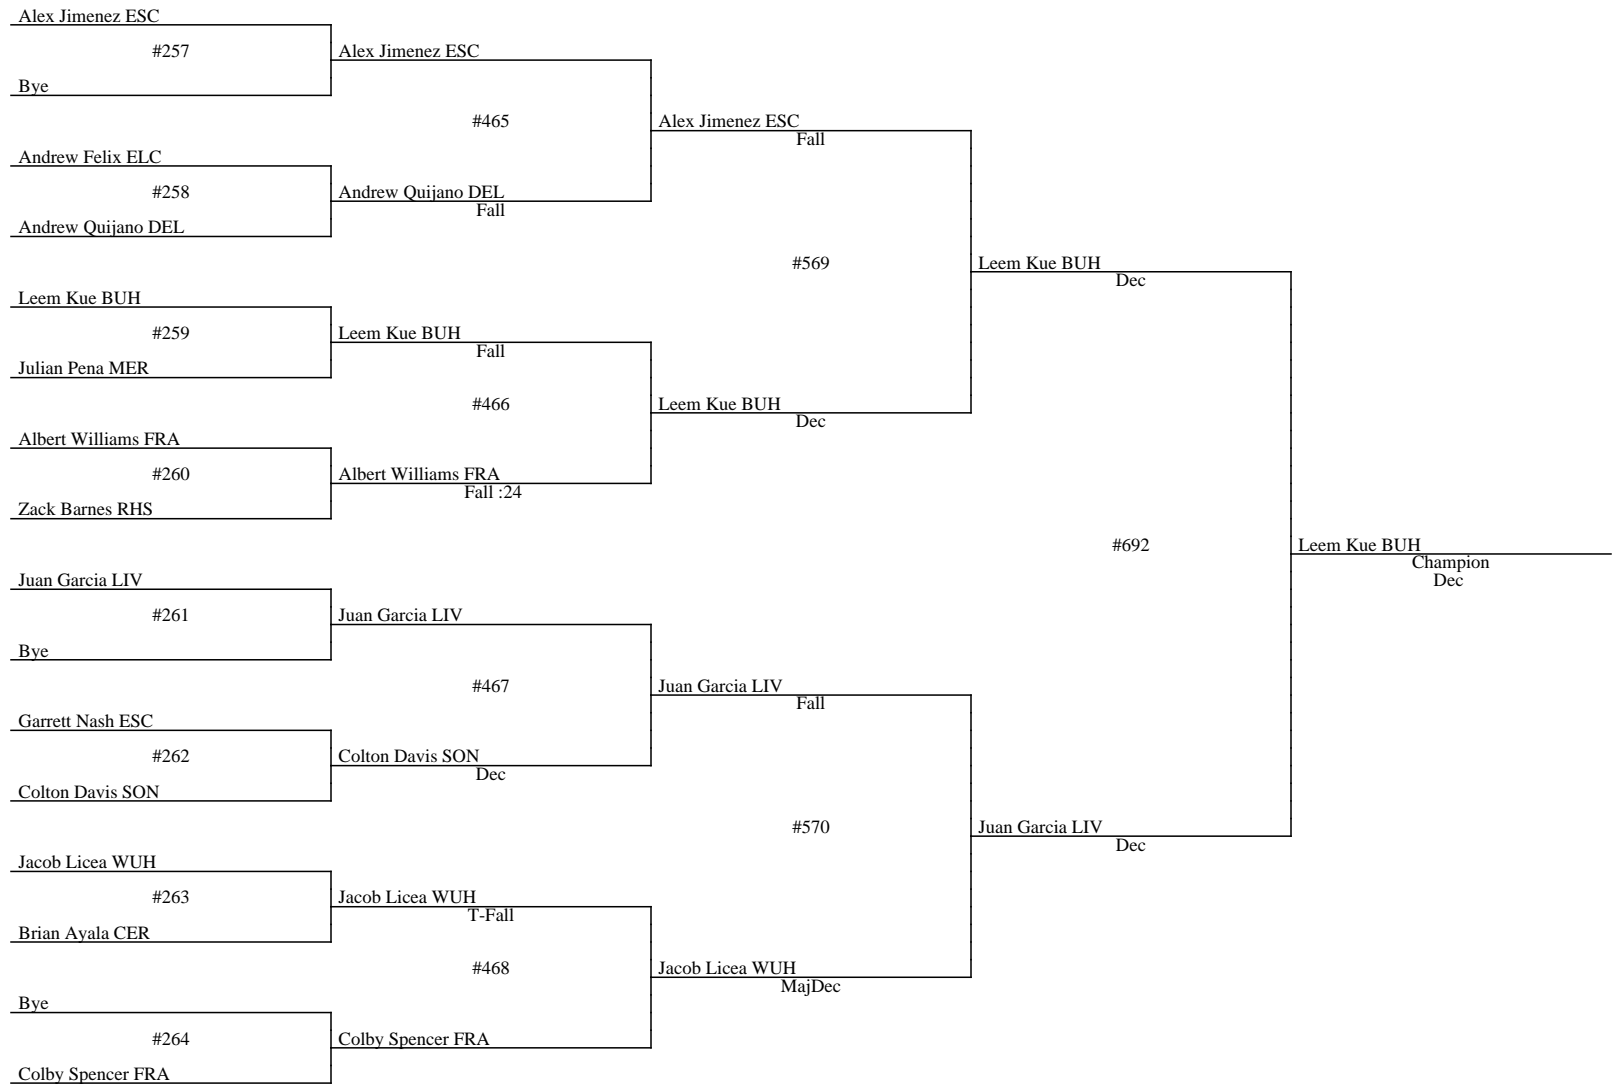 Alex Jimenez ESC
#257
Alex Jimenez ESC
Bye
#465
Alex Jimenez ESC
Fall
Andrew Felix ELC
#258
Andrew Quijano DEL
Fall
Andrew Quijano DEL
#569
Leem Kue BUH
Dec
Leem Kue BUH
#259
Leem Kue BUH
Fall
Julian Pena MER
#466
Leem Kue BUH
Dec
Albert Williams FRA
#260
Albert Williams FRA
Fall :24
Zack Barnes RHS
#692
Leem Kue BUH
Champion
Dec
Juan Garcia LIV
#261
Juan Garcia LIV
Bye
#467
Juan Garcia LIV
Fall
Garrett Nash ESC
#262
Colton Davis SON
Dec
Colton Davis SON
#570
Juan Garcia LIV
Dec
Jacob Licea WUH
#263
Jacob Licea WUH
T-Fall
Brian Ayala CER
#468
Jacob Licea WUH
MajDec
Bye
#264
Colby Spencer FRA
Colby Spencer FRA